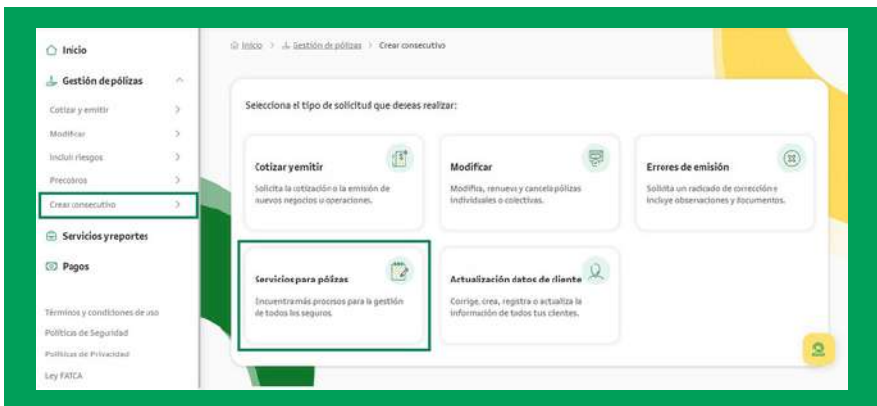 Inicio
Gestión de pólizas
Cotizar y emitir
Modificar
Incluir riesgos
Precobros
Crear consecutivo
Servicios y reportes
Pagos
Términos y condiciones de uso
Políticas de Seguridad
Políticas de Privacidad
Ley FATCA
Inicio > Gestión de pólizas > Crear consecutivo
Selecciona el tipo de solicitud que deseas realizar:
Cotizar y emitir
Solicita la cotización o la emisión de
nuevos negocios u operaciones.
Modificar
Modifica, renueva y cancela pólizas
individuales o colectivas.
Errores de emisión
Solicita un radicado de corrección e
incluye observaciones y documentos.
Servicios para pólizas
Encuentra más procesos para la gestión
de todos los seguros.
Actualización datos de cliente
Corrige, crea, registra o actualiza la
información de todos tus clientes.